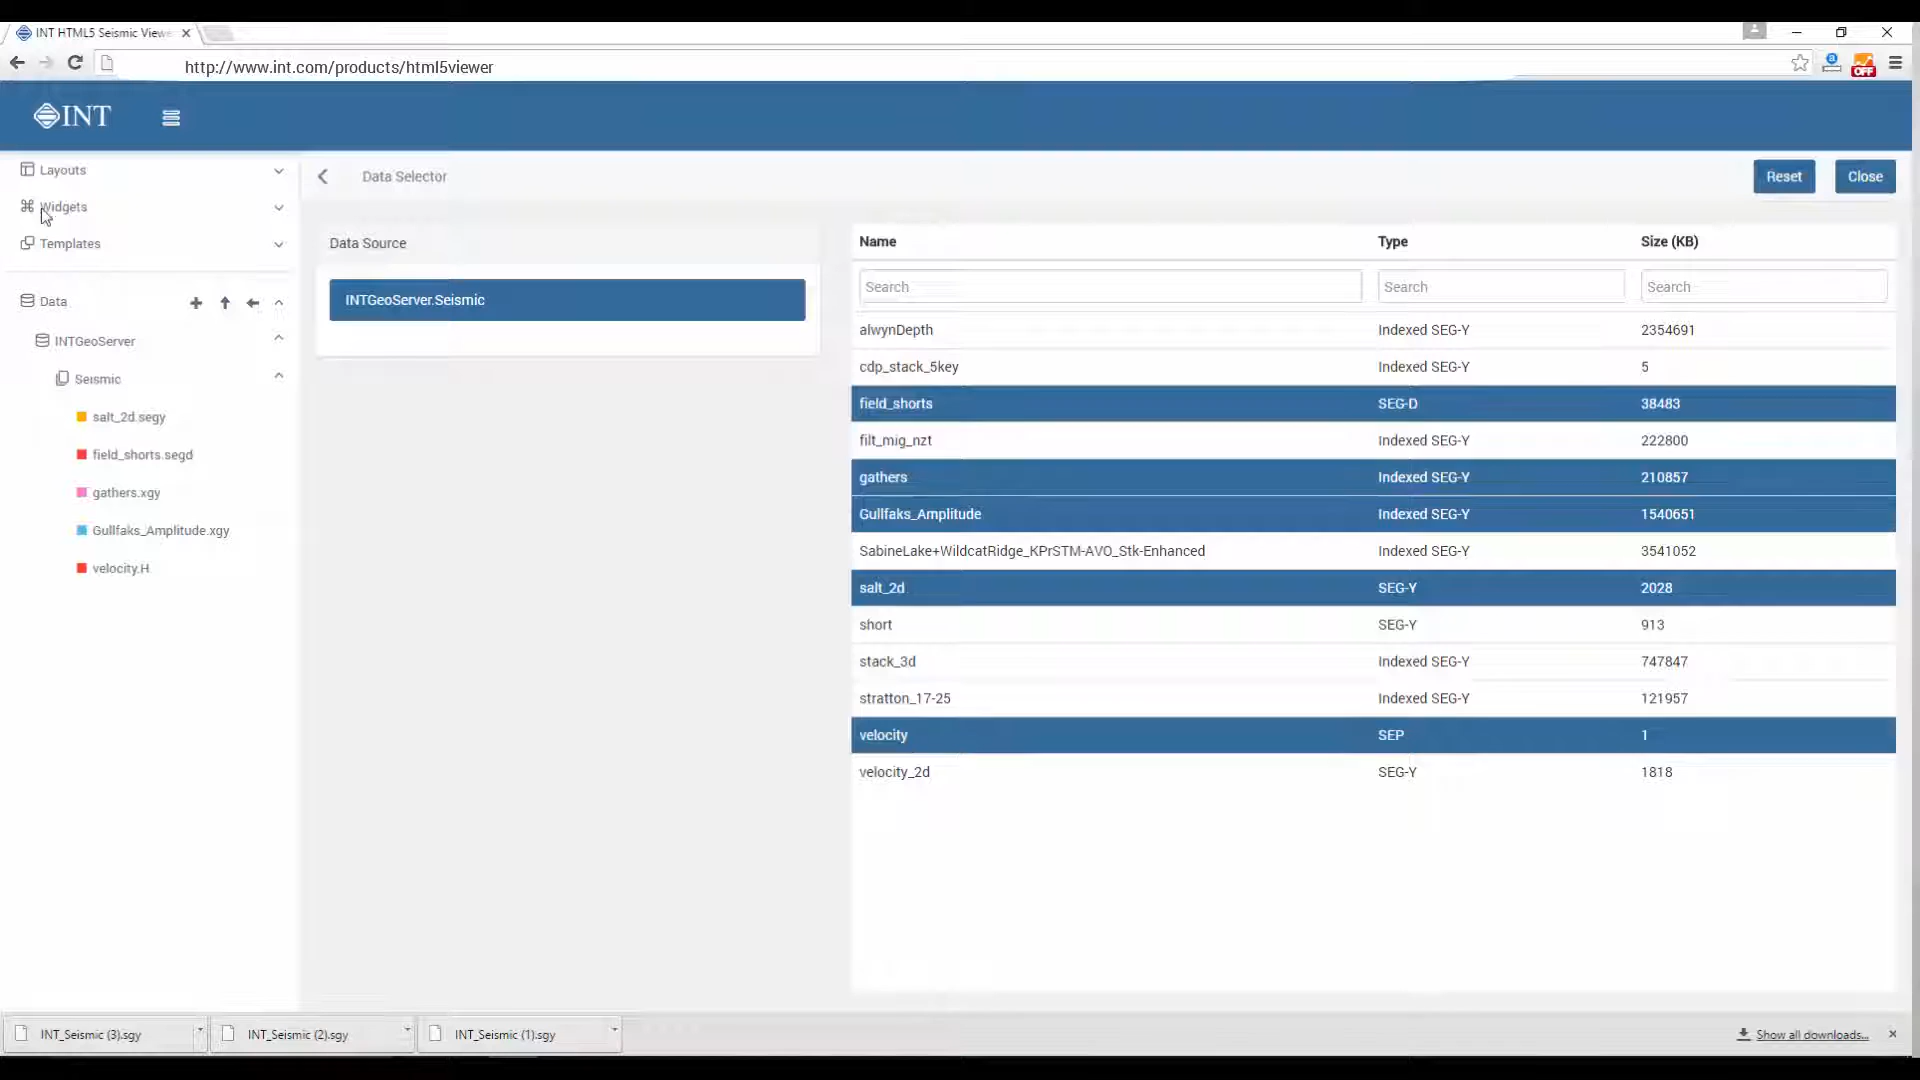 INT HTML5 Seismic Viewe
http://www.int.com/products/html5viewer
OFF
INT
Layouts
Widgets
Templates
Data
INTGeoServer
Seismic
salt_2d.segy
field_shorts.segd
gathers.xgy
Gullfaks_Amplitude.xgy
velocity.H
Data Selector
Reset Close
Data Source
INTGeoServer.Seismic
Name Type Size (KB)
Search Search Search
alwynDepth Indexed SEG-Y 2354691
cdp_stack_5key Indexed SEG-Y 5
field_shorts SEG-D 38483
filt_mig_nzt Indexed SEG-Y 222800
gathers Indexed SEG-Y 210857
Gullfaks_Amplitude Indexed SEG-Y 1540651
SabineLake+WildcatRidge_KPrSTM-AVO_Stk-Enhanced Indexed SEG-Y 3541052
salt_2d SEG-Y 2028
short SEG-Y 913
stack_3d Indexed SEG-Y 747847
stratton_17-25 Indexed SEG-Y 121957
velocity SEP 1
velocity_2d SEG-Y 1818
INT_Seismic (3).sgy INT_Seismic (2).sgy INT_Seismic (1).sgy Show all downloads...